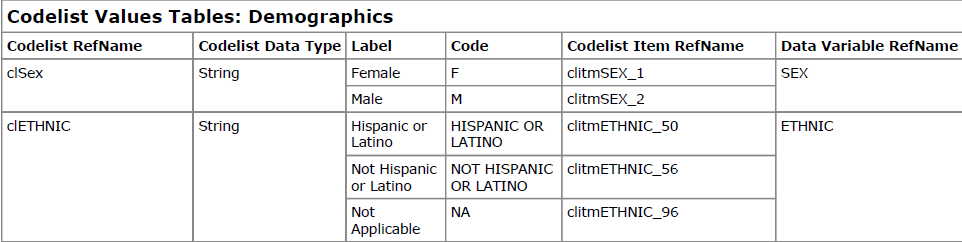 Codelist Values Tables: Demographics
Codelist RefName Codelist Data Type Label Code Codelist Item RefName Data Variable RefName
clSex String Female F clitmSEX_1 SEX
Male M clitmSEX_2
clETHNIC String Hispanic or HISPANIC OR clitmETHNIC_50 ETHNIC
Latino LATINO
Not Hispanic NOT HISPANIC clitmETHNIC_56
or Latino OR LATINO
Not NA clitmETHNIC_96
Applicable